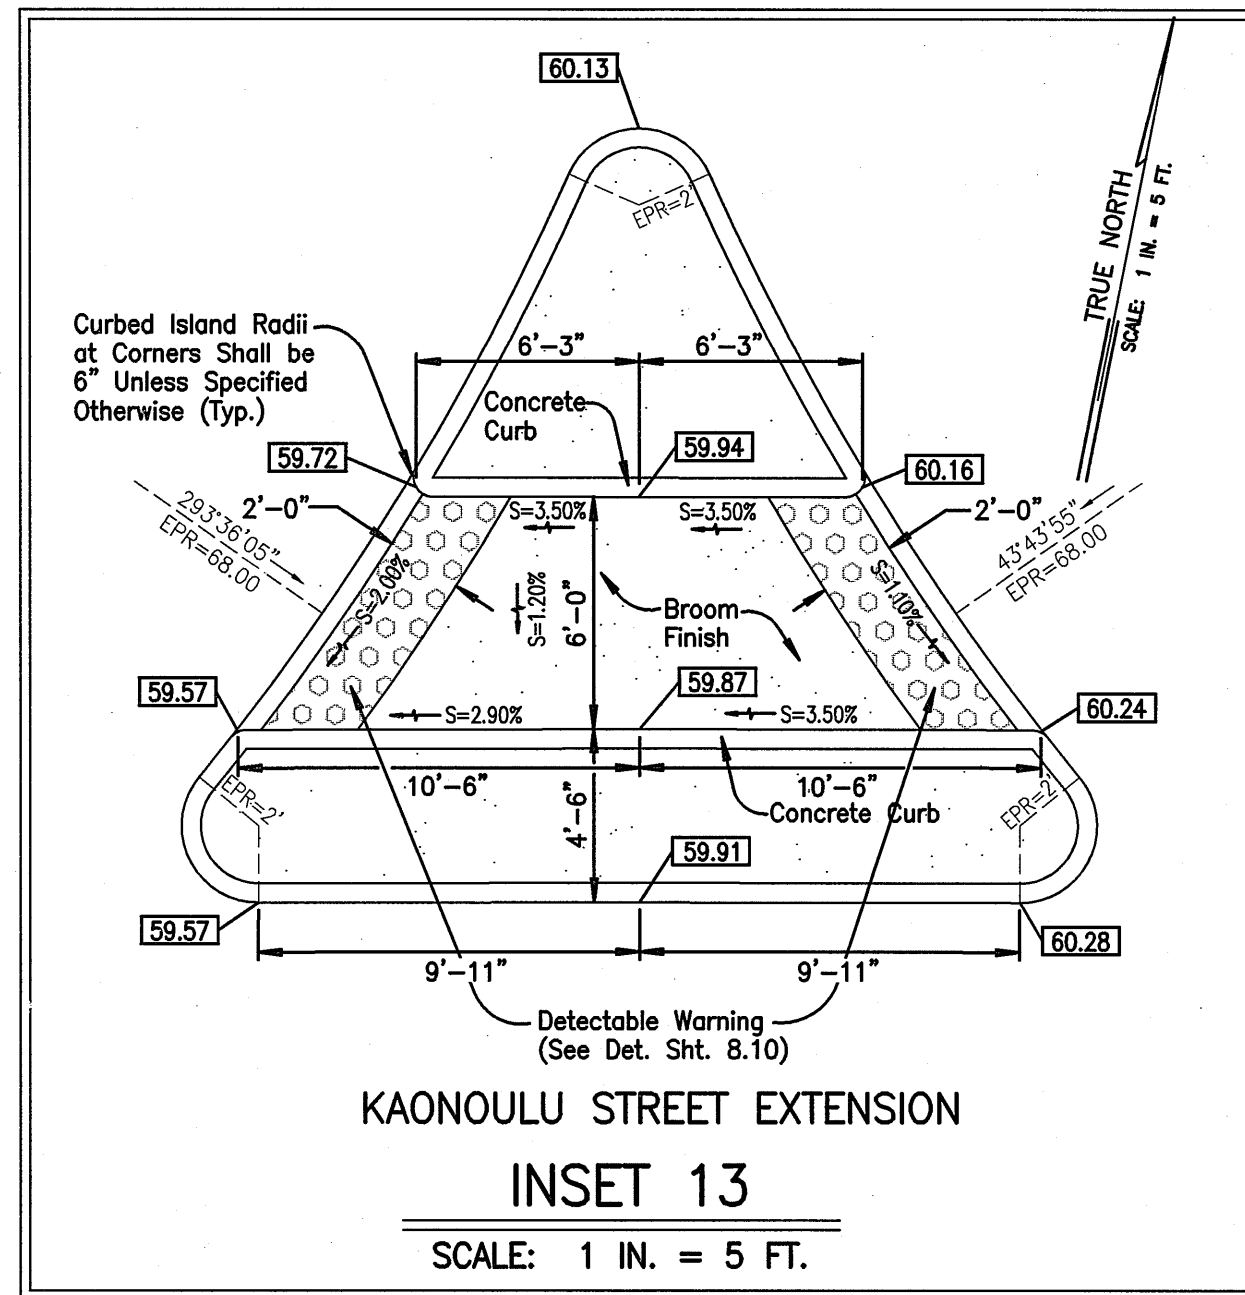 60.13
EPR=2'
TRUE NORTH
SCALE: 1 IN. = 5 FT.
Curbed Island Radii
at Corners Shall be
6" Unless Specified
Otherwise (Typ.)
6'-3"
6'-3"
Concrete
Curb
59.94
59.72
60.16
293°36'05"
EPR=68.00
2'-0"
S=3.50%
S=3.50%
2'-0"
43°43'55"
EPR=68.00
S=2.00%
S=1.20%
6'-0"
Broom
Finish
S=1.10%
59.57
59.87
60.24
S=2.90%
S=3.50%
EPR=2'
10'-6"
10'-6"
EPR=2'
Concrete Curb
4'-6"
59.91
59.57
60.28
9'-11"
9'-11"
Detectable Warning
(See Det. Sht. 8.10)
KAONOULU STREET EXTENSION
INSET 13
SCALE: 1 IN. = 5 FT.